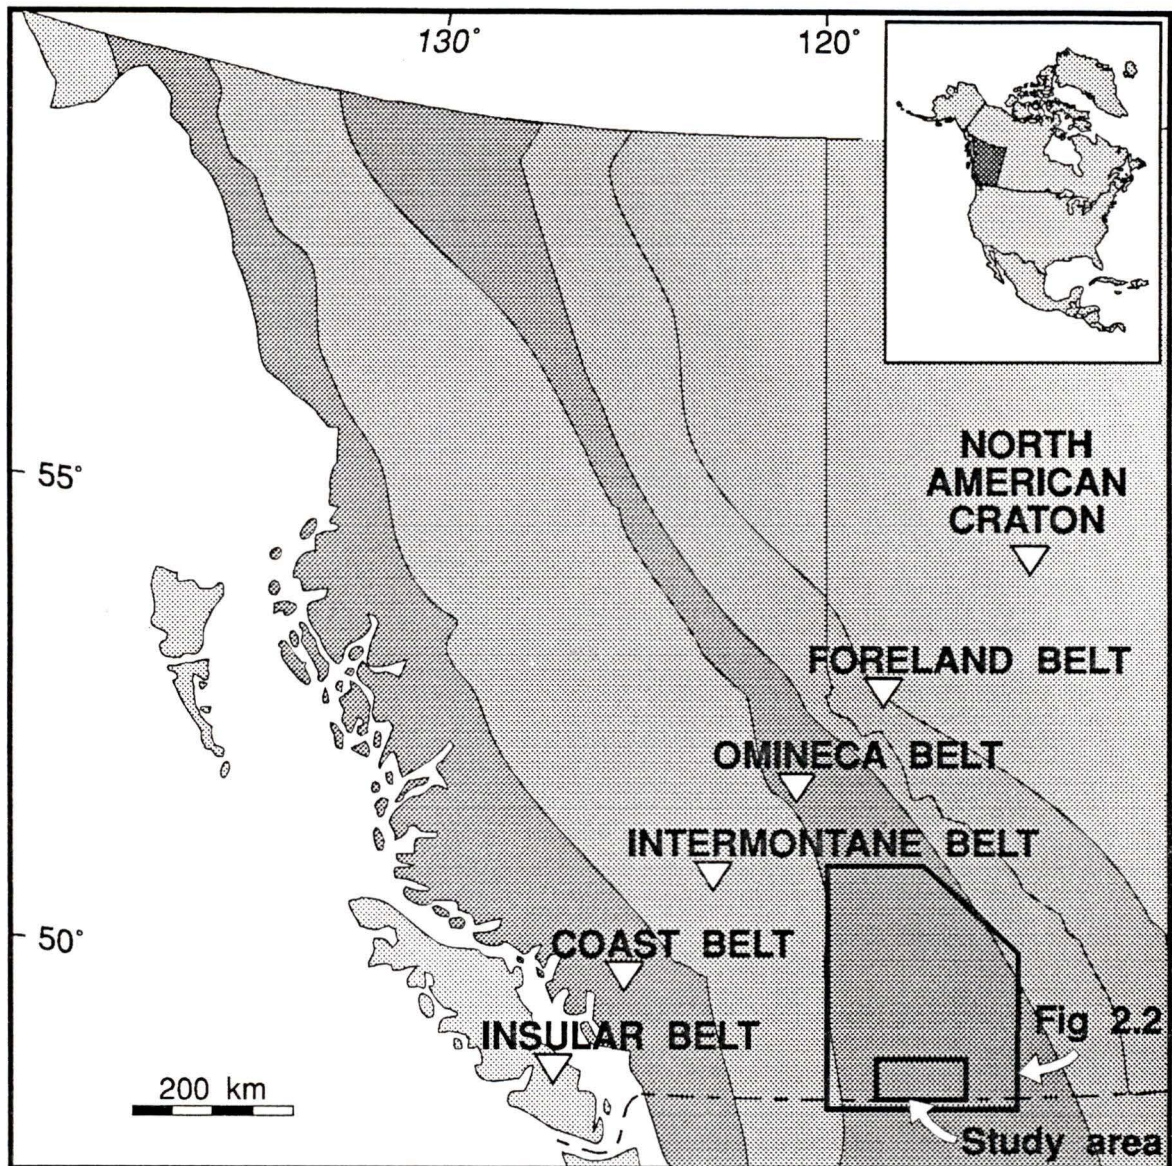 130°
120°
55°
NORTH
AMERICAN
CRATON
FORELAND BELT
OMINECA BELT
INTERMONTANE BELT
50°
COAST BELT
INSULAR BELT
Fig 2.2
200 km
Study area